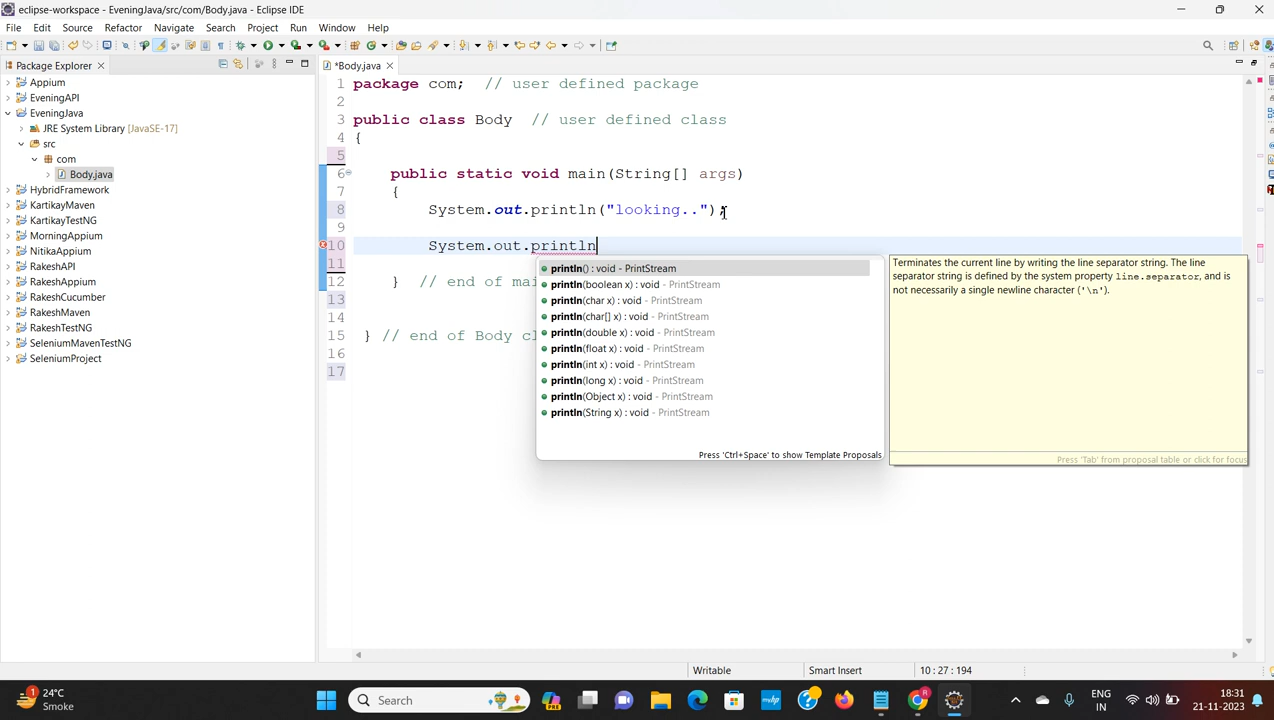 eclipse-workspace - EveningJava/src/com/Body.java - Eclipse IDE
File Edit Source Refactor Navigate Search Project Run Window Help
Package Explorer
Appium
EveningAPI
EveningJava
JRE System Library [JavaSE-17]
src
com
Body.java
HybridFramework
KartikyMaven
KartikayTestNG
MorningAppium
NitikaAppium
RakeshAPI
RakeshAppium
RakeshCucumber
RakeshMaven
RakeshTestNG
SeleniumMavenTestNG
SeleniumProject
*Body.java
1 package com; // user defined package
2
3 public class Body // user defined class
4 {
5
6 public static void main(String[] args)
7 {
8 System.out.println("looking..");
9
10 System.out.println
11
12 } // end of mai
13
14
15 } // end of Body cl
16
17
println() : void - PrintStream
println(boolean x) : void - PrintStream
println(char x) : void - PrintStream
println(char[] x) : void - PrintStream
println(double x) : void - PrintStream
println(float x) : void - PrintStream
println(int x) : void - PrintStream
println(long x) : void - PrintStream
println(Object x) : void - PrintStream
println(String x) : void - PrintStream
Press 'Ctrl+Space' to show Template Proposals
Terminates the current line by writing the line separator string. The line
separator string is defined by the system property line.separator, and is
not necessarily a single newline character ('\n').
Press 'Tab' from proposal table or click for focus
Writable Smart Insert 10 : 27 : 194
1
24°C
Smoke
Search
PRE
R
ENG
IN
18:31
21-11-2023